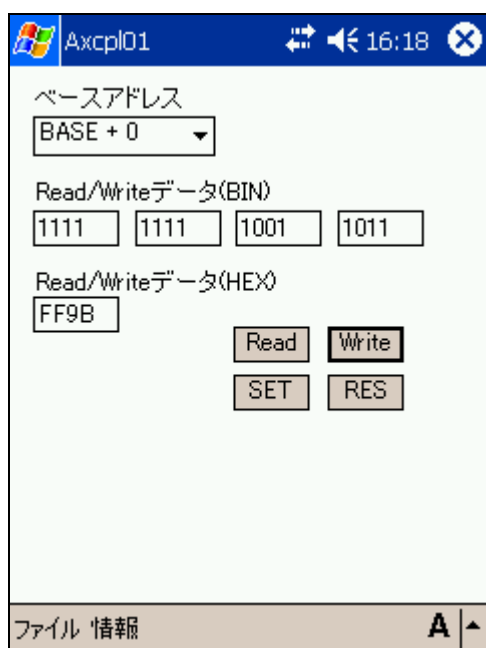 Axcpl01 16:18
ベースアドレス
BASE + 0
Read/Writeデータ(BIN)
1111 1111 1001 1011
Read/Writeデータ(HEX)
FF9B
Read Write
SET RES
ファイル 情報 A